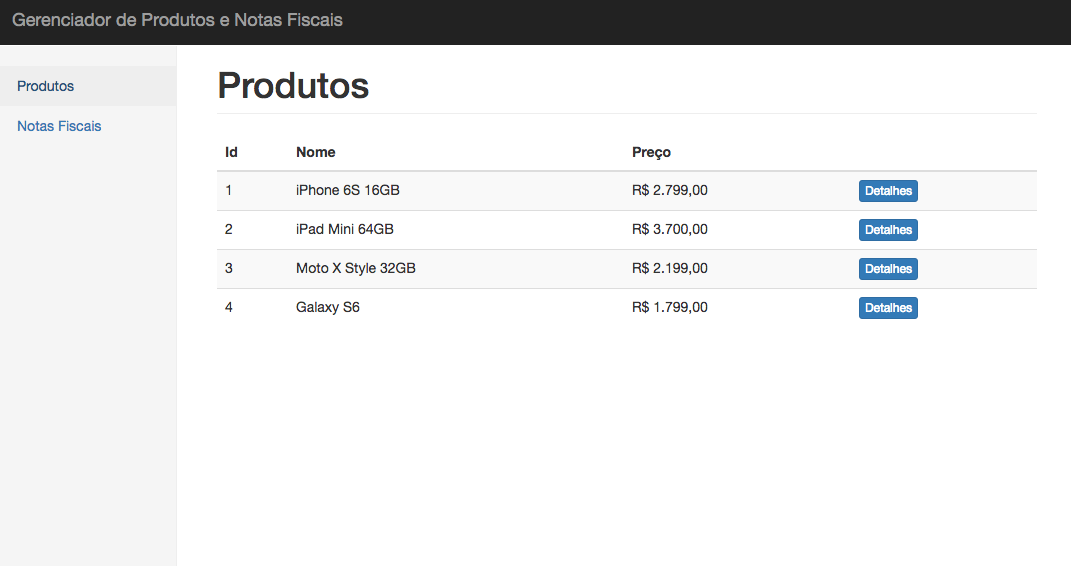 Gerenciador de Produtos e Notas Fiscais
Produtos
Notas Fiscais
Produtos
Id Nome Preço
1 iPhone 6S 16GB R$ 2.799,00 Detalhes
2 iPad Mini 64GB R$ 3.700,00 Detalhes
3 Moto X Style 32GB R$ 2.199,00 Detalhes
4 Galaxy S6 R$ 1.799,00 Detalhes